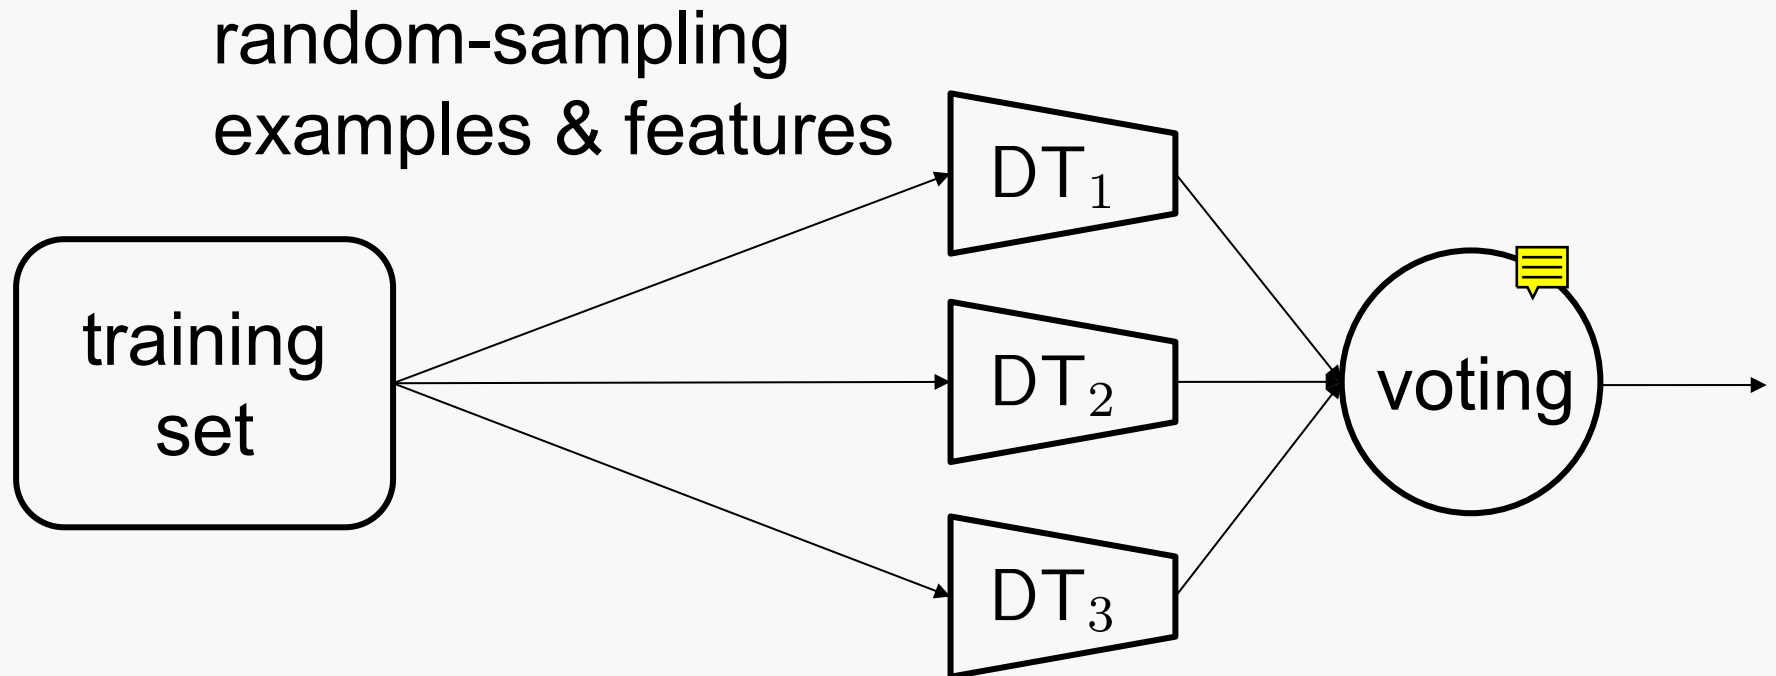 random-sampling
examples & features
DT₁
training
set
DT₂
voting
DT₃